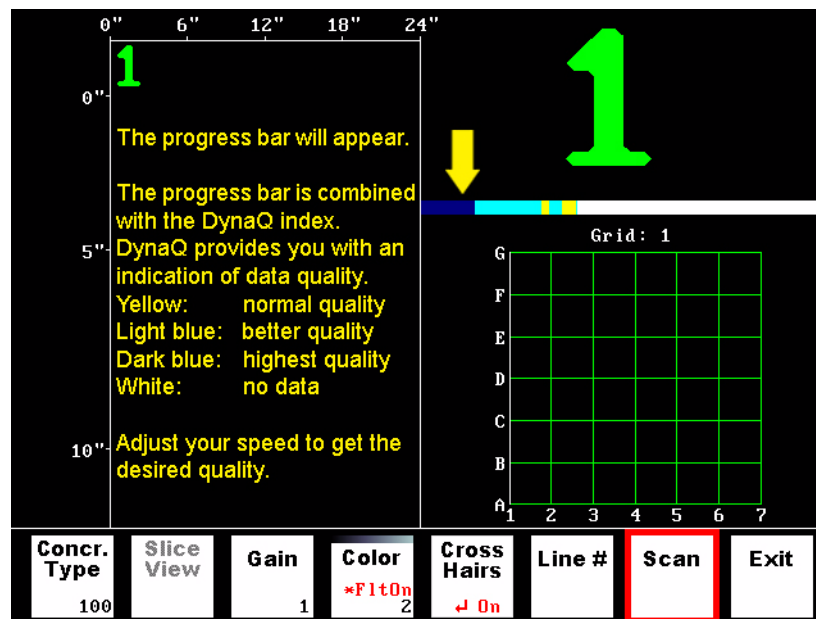 0" 6" 12" 18" 24"
1
0"
The progress bar will appear.
The progress bar is combined
with the DynaQ index.
5"
DynaQ provides you with an
indication of data quality.
Yellow: normal quality
Light blue: better quality
Dark blue: highest quality
White: no data
10"
Adjust your speed to get the
desired quality.
1
Grid: 1
G
F
E
D
C
B
A
1 2 3 4 5 6 7
Concr.
Type
100
Slice
View
Gain
1
Color
*FltOn
2
Cross
Hairs
↵ On
Line #
Scan
Exit